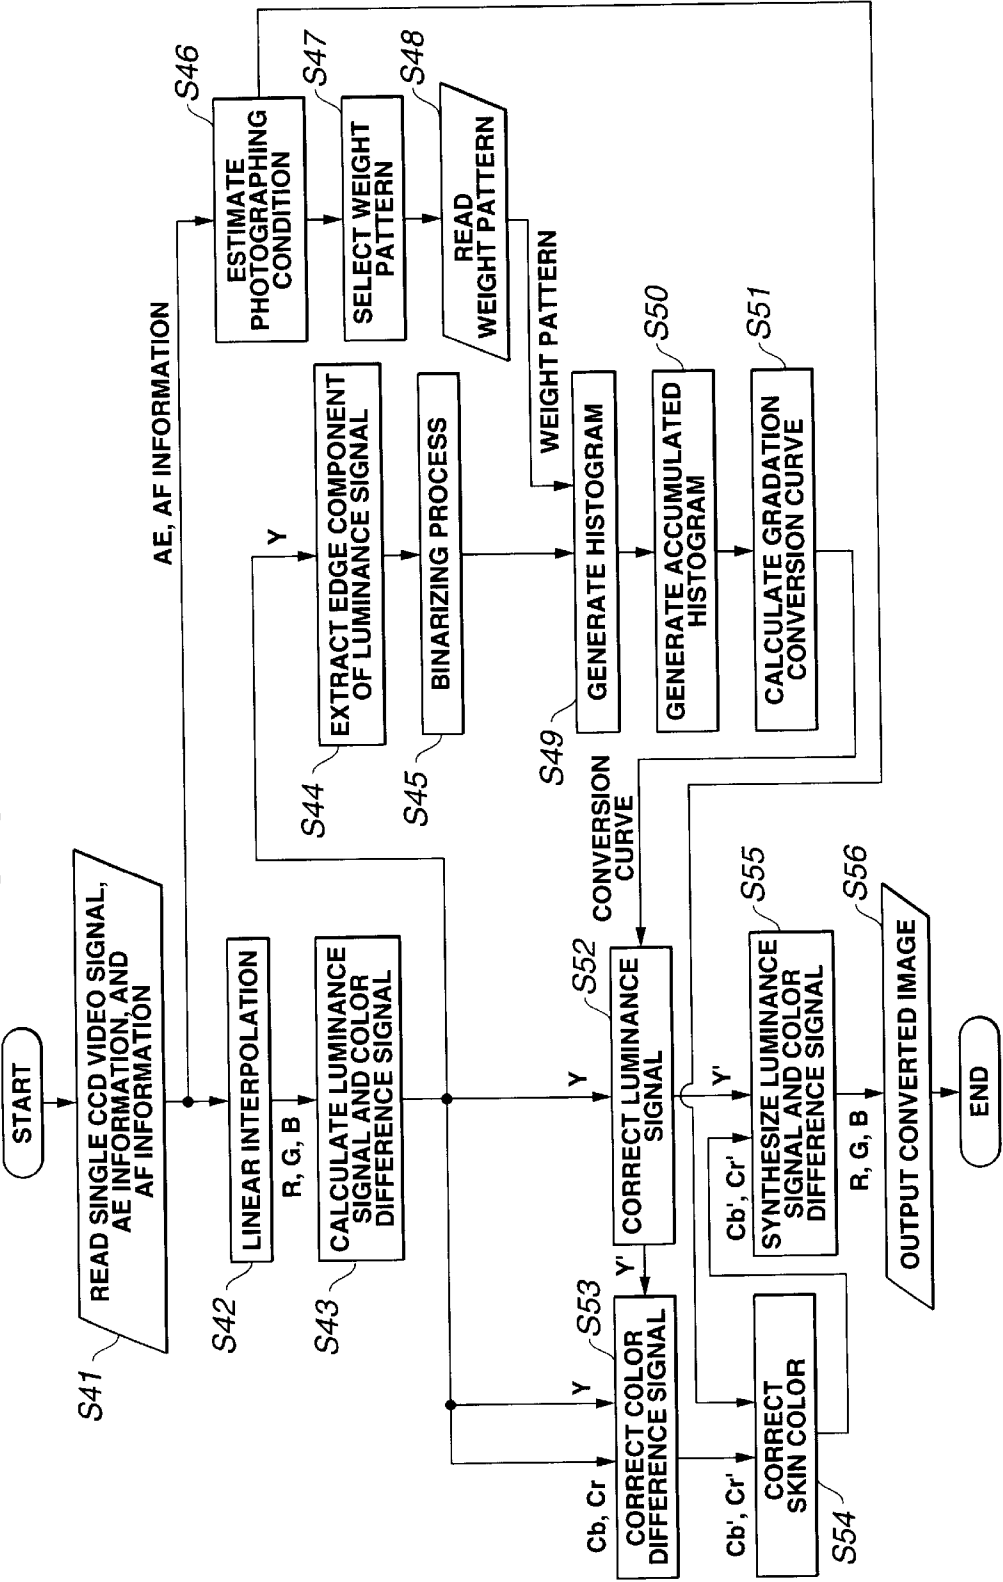 START
READ SINGLE CCD VIDEO SIGNAL,
AE INFORMATION, AND
AF INFORMATION
S41
AE, AF INFORMATION
LINEAR INTERPOLATION
S42
R, G, B
CALCULATE LUMINANCE
SIGNAL AND COLOR
DIFFERENCE SIGNAL
S43
Y
EXTRACT EDGE COMPONENT
OF LUMINANCE SIGNAL
S44
BINARIZING PROCESS
S45
ESTIMATE
PHOTOGRAPHING
CONDITION
S46
SELECT WEIGHT
PATTERN
S47
READ
WEIGHT PATTERN
S48
WEIGHT PATTERN
GENERATE HISTOGRAM
S49
GENERATE ACCUMULATED
HISTOGRAM
S50
CALCULATE GRADATION
CONVERSION CURVE
S51
CONVERSION
CURVE
Y
CORRECT LUMINANCE
SIGNAL
S52
Y'
Cb, Cr
Y
CORRECT COLOR
DIFFERENCE SIGNAL
S53
Cb', Cr'
CORRECT
SKIN COLOR
S54
Cb', Cr'
Y'
SYNTHESIZE LUMINANCE
SIGNAL AND COLOR
DIFFERENCE SIGNAL
S55
R, G, B
OUTPUT CONVERTED IMAGE
S56
END